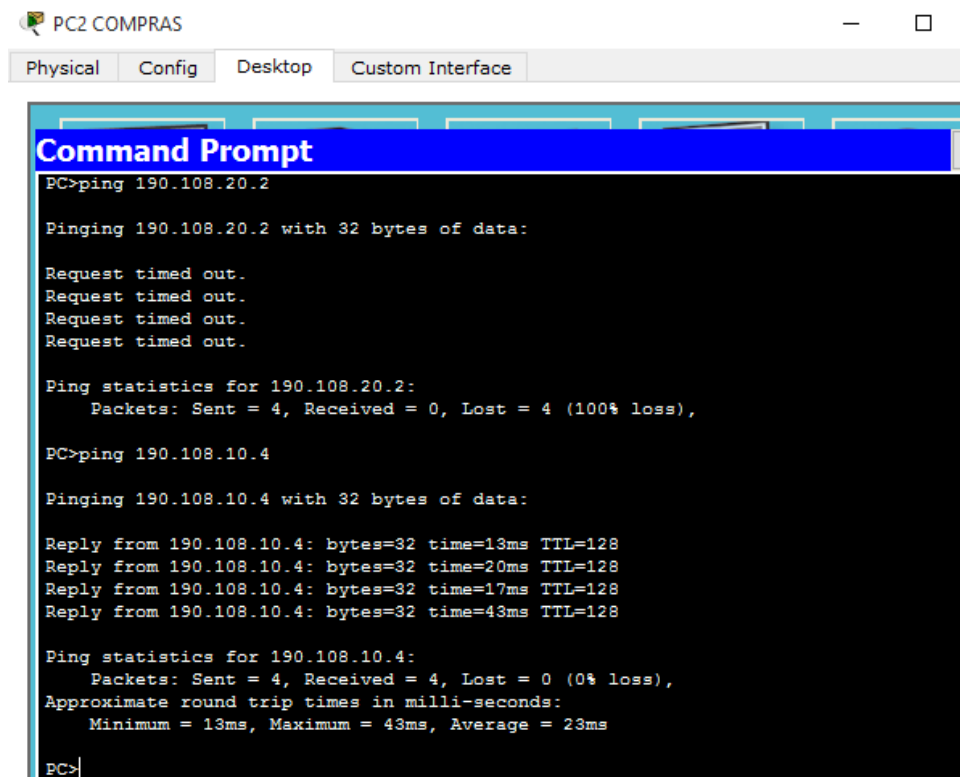 PC2 COMPRAS
Physical Config Desktop Custom Interface
Command Prompt
PC>ping 190.108.20.2
Pinging 190.108.20.2 with 32 bytes of data:
Request timed out.
Request timed out.
Request timed out.
Request timed out.
Ping statistics for 190.108.20.2:
Packets: Sent = 4, Received = 0, Lost = 4 (100% loss),
PC>ping 190.108.10.4
Pinging 190.108.10.4 with 32 bytes of data:
Reply from 190.108.10.4: bytes=32 time=13ms TTL=128
Reply from 190.108.10.4: bytes=32 time=20ms TTL=128
Reply from 190.108.10.4: bytes=32 time=17ms TTL=128
Reply from 190.108.10.4: bytes=32 time=43ms TTL=128
Ping statistics for 190.108.10.4:
Packets: Sent = 4, Received = 4, Lost = 0 (0% loss),
Approximate round trip times in milli-seconds:
Minimum = 13ms, Maximum = 43ms, Average = 23ms
PC>